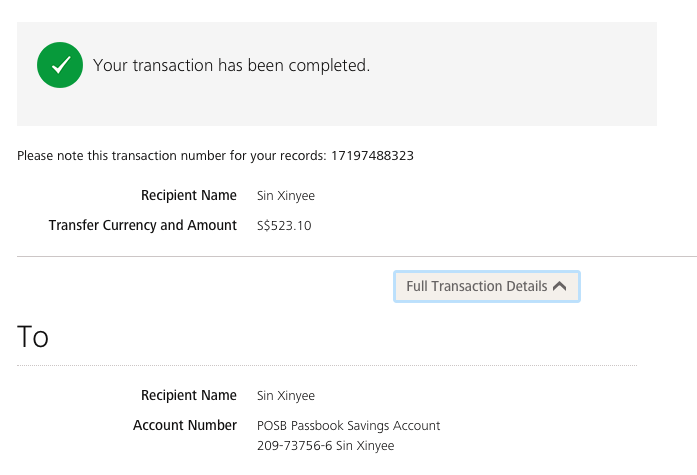 Your transaction has been completed.
Please note this transaction number for your records: 17197488323
Recipient Name Sin Xinyee
Transfer Currency and Amount S$523.10
Full Transaction Details
To
Recipient Name Sin Xinyee
Account Number POSB Passbook Savings Account
209-73756-6 Sin Xinyee